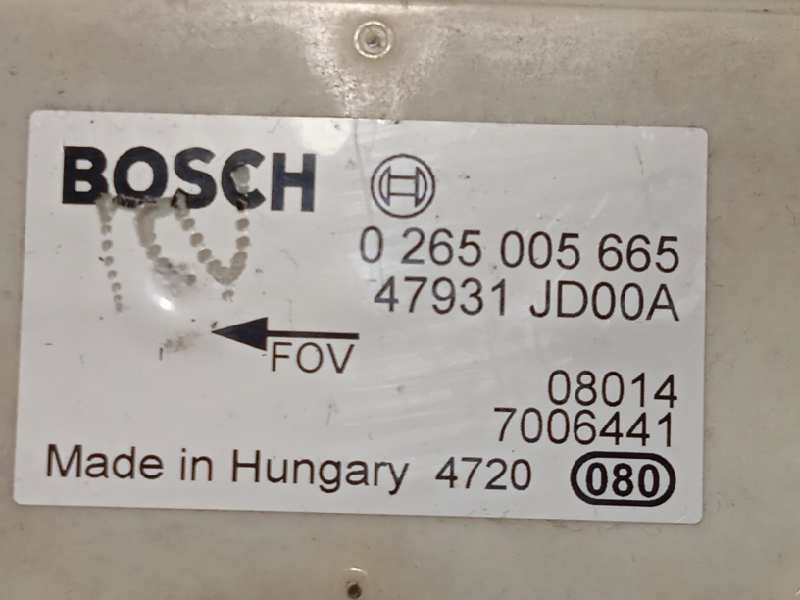 BOSCH
0 265 005 665
47931 JD00A
FOV
08014
7006441
Made in Hungary 4720 080